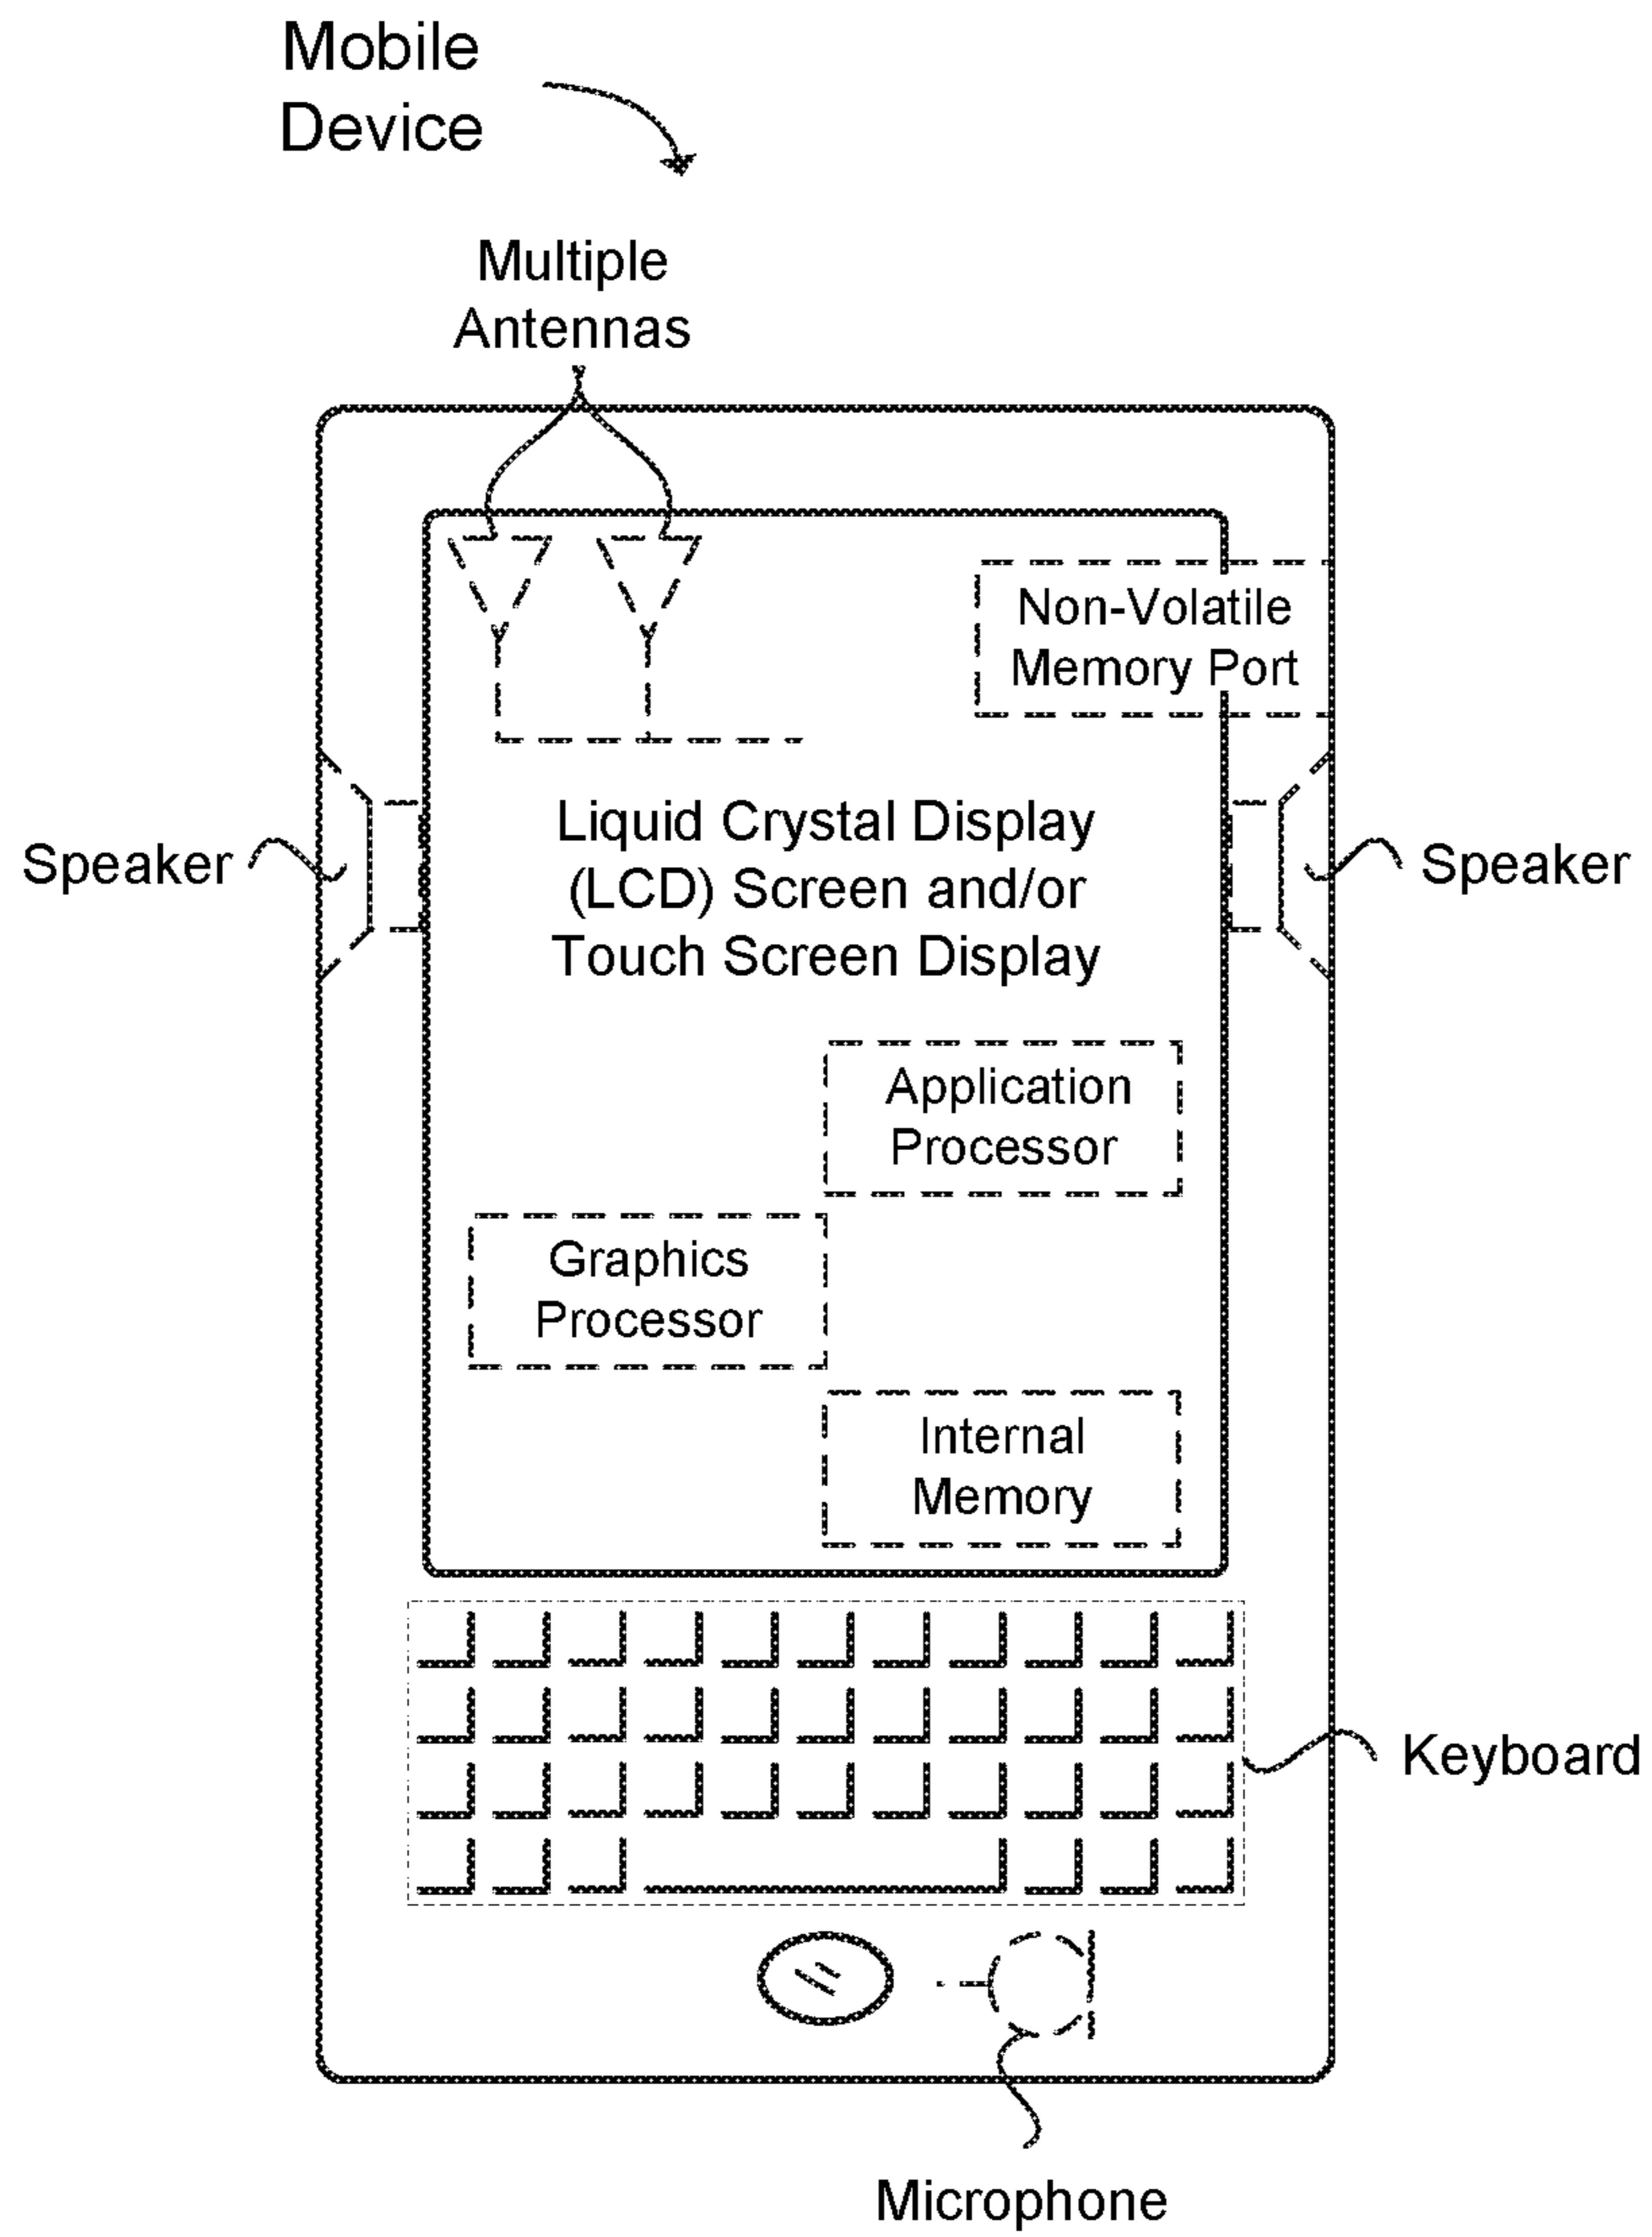 Mobile
Device
Multiple
Antennas
Non-Volatile
Memory Port
Speaker
Liquid Crystal Display
(LCD) Screen and/or
Touch Screen Display
Speaker
Application
Processor
Graphics
Processor
Internal
Memory
Keyboard
Microphone